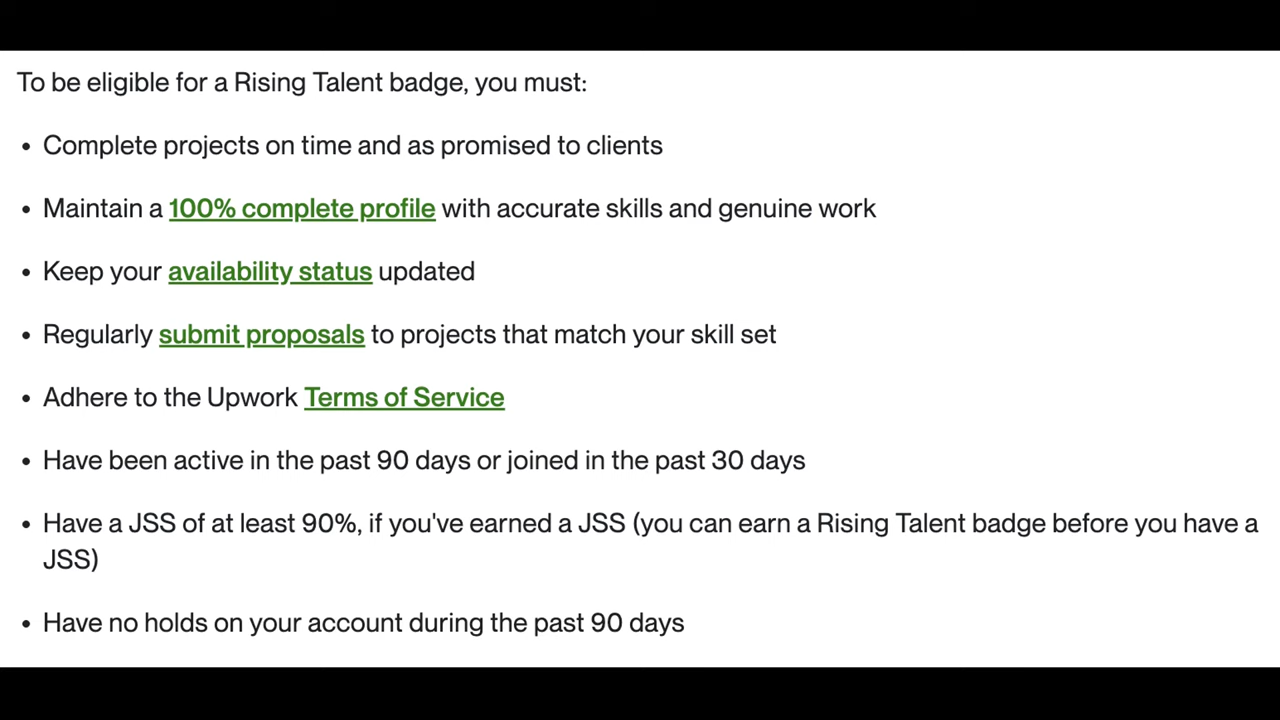 To be eligible for a Rising Talent badge, you must:
• Complete projects on time and as promised to clients
• Maintain a 100% complete profile with accurate skills and genuine work
• Keep your availability status updated
• Regularly submit proposals to projects that match your skill set
• Adhere to the Upwork Terms of Service
• Have been active in the past 90 days or joined in the past 30 days
• Have a JSS of at least 90%, if you've earned a JSS (you can earn a Rising Talent badge before you have a
JSS)
• Have no holds on your account during the past 90 days